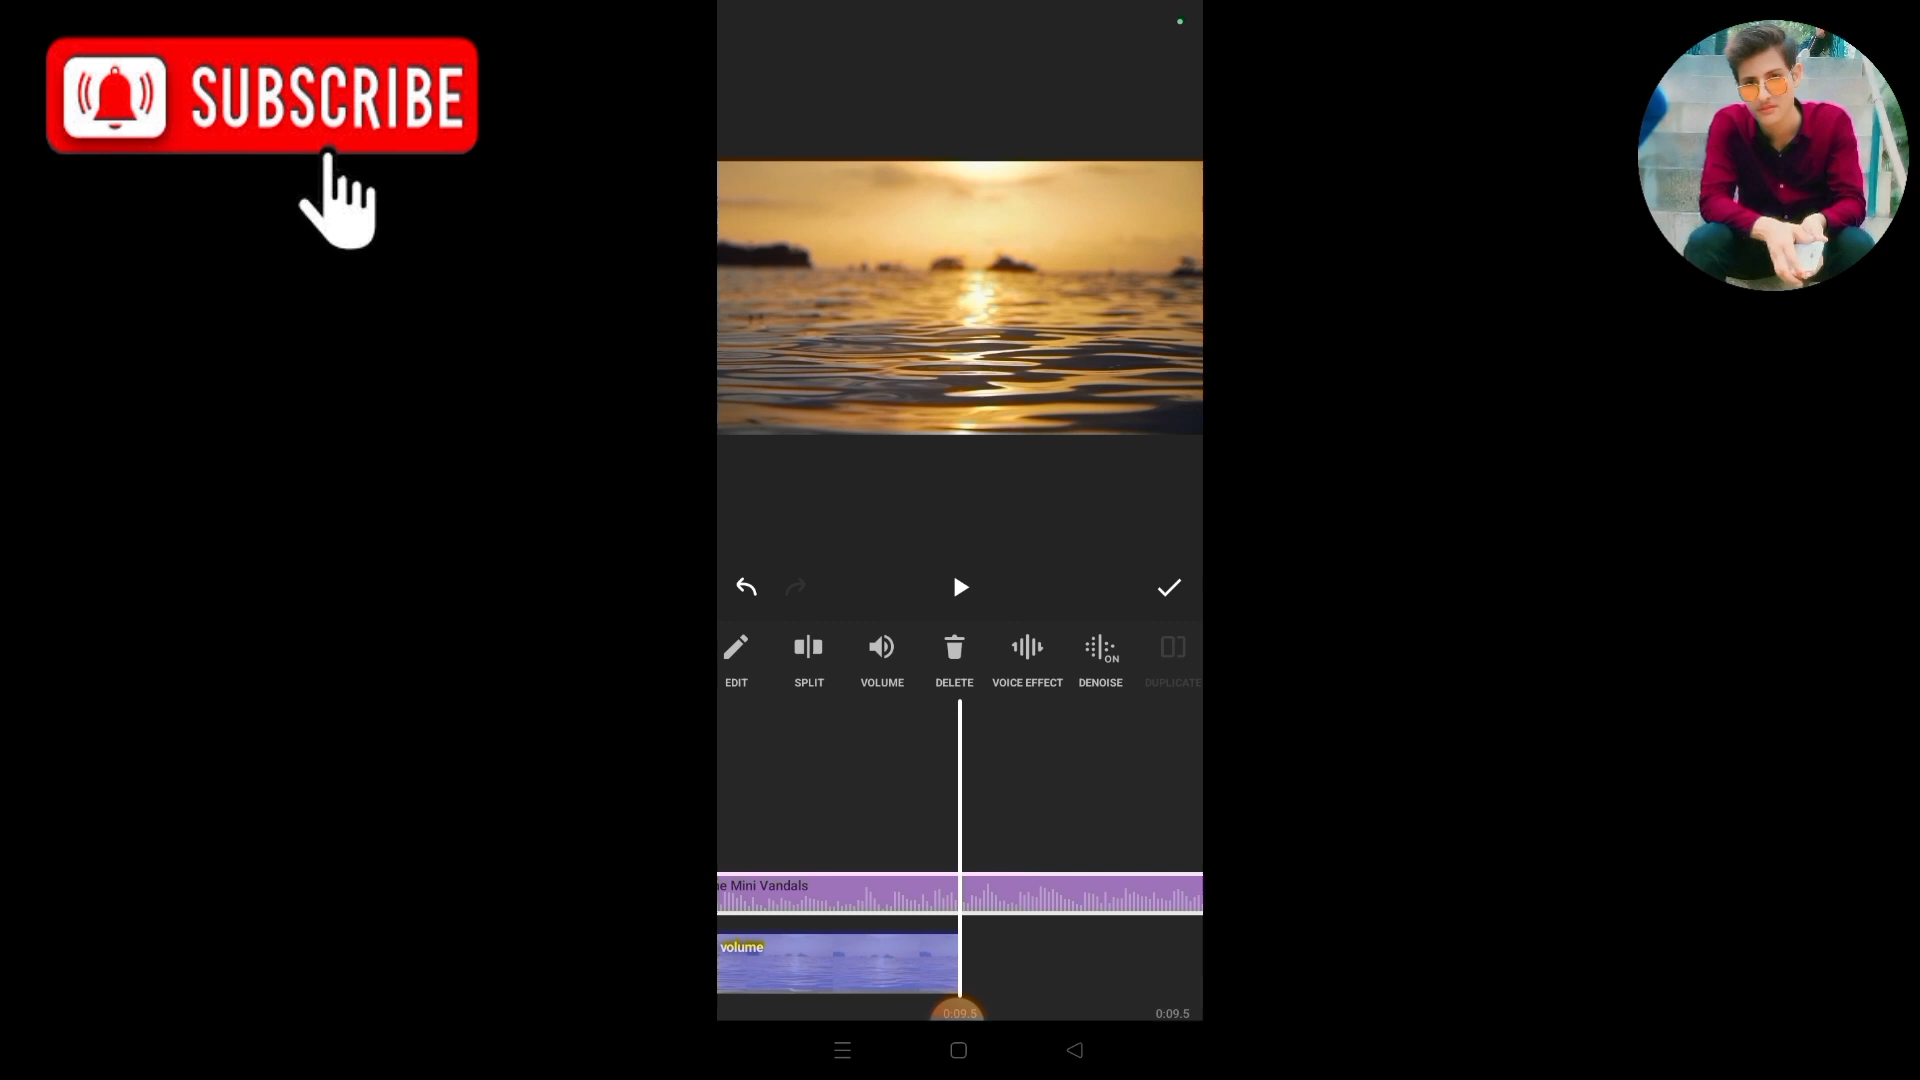 SUBSCRIBE
ON
EDIT SPLIT VOLUME DELETE VOICE EFFECT DENOISE DUPLICATE
e Mini Vandals
volume
0:09.5 0:09.5